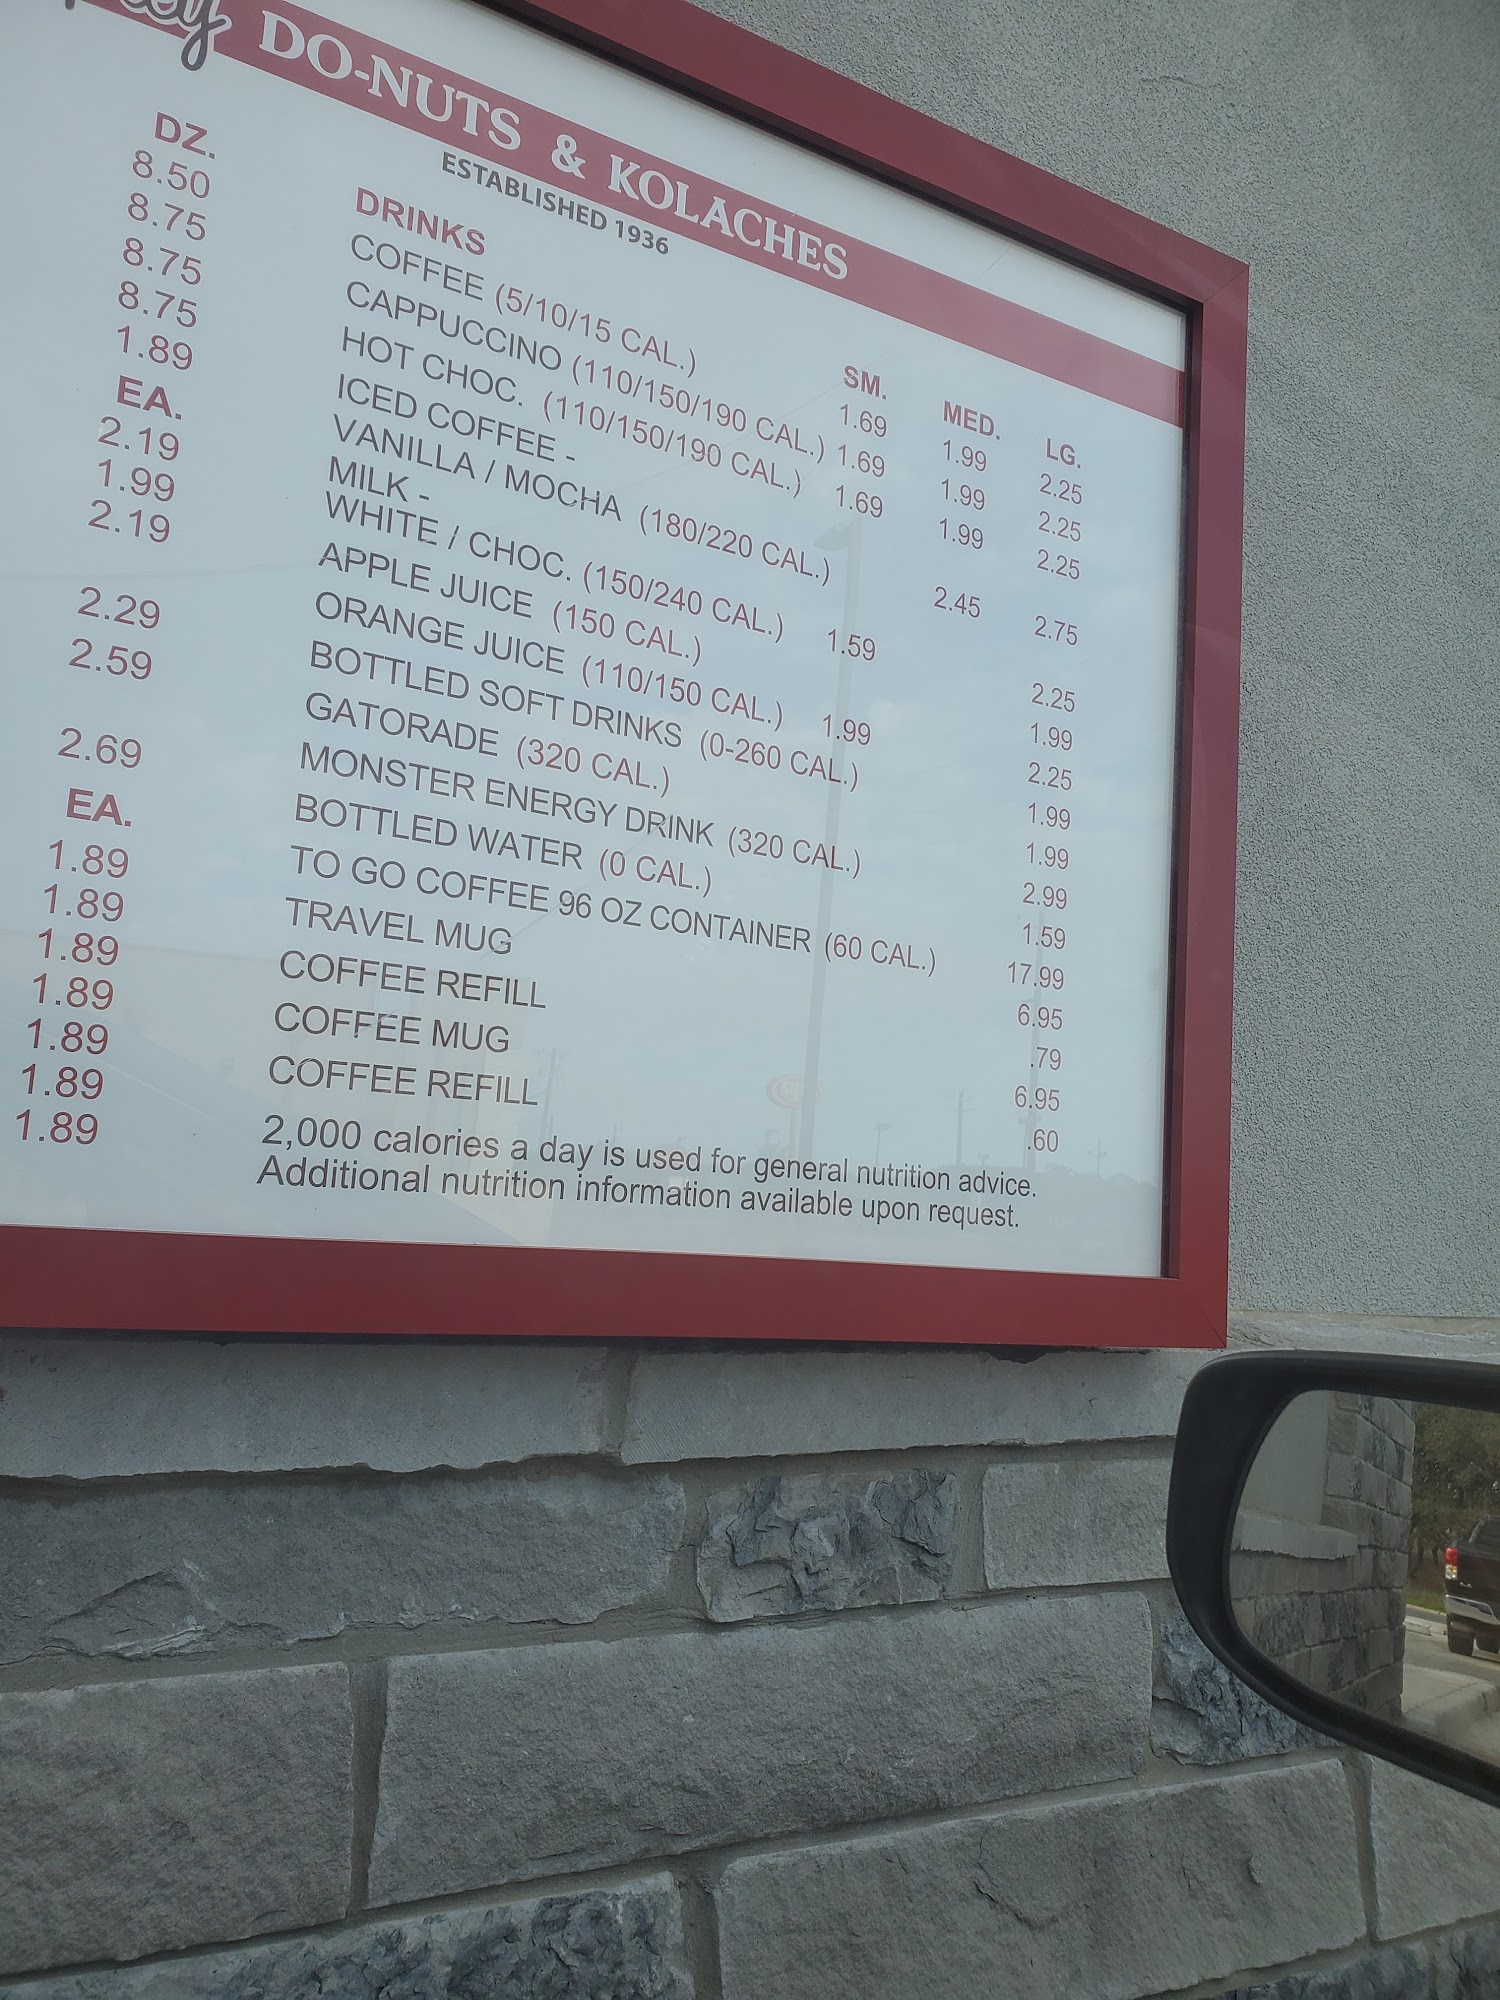 DO-NUTS & KOLACHES
ESTABLISHED 1936
DZ.
8.50
8.75
8.75
8.75
1.89
EA.
2.19
1.99
2.19
2.29
2.59
2.69
EA.
1.89
1.89
1.89
1.89
1.89
1.89
1.89
DRINKS SM. MED. LG.
COFFEE (5/10/15 CAL.) 1.69 1.99 2.25
CAPPUCCINO (110/150/190 CAL.) 1.69 1.99 2.25
HOT CHOC. (110/150/190 CAL.) 1.69 1.99 2.25
ICED COFFEE -
VANILLA / MOCHA (180/220 CAL.) 2.45 2.75
MILK -
WHITE / CHOC. (150/240 CAL.) 1.59 2.25
APPLE JUICE (150 CAL.) 1.99
ORANGE JUICE (110/150 CAL.) 1.99 2.25
BOTTLED SOFT DRINKS (0-260 CAL.) 1.99
GATORADE (320 CAL.) 1.99
MONSTER ENERGY DRINK (320 CAL.) 2.99
BOTTLED WATER (0 CAL.) 1.59
TO GO COFFEE 96 OZ CONTAINER (60 CAL.) 17.99
TRAVEL MUG 6.95
COFFEE REFILL .79
COFFEE MUG 6.95
COFFEE REFILL .60
2,000 calories a day is used for general nutrition advice.
Additional nutrition information available upon request.